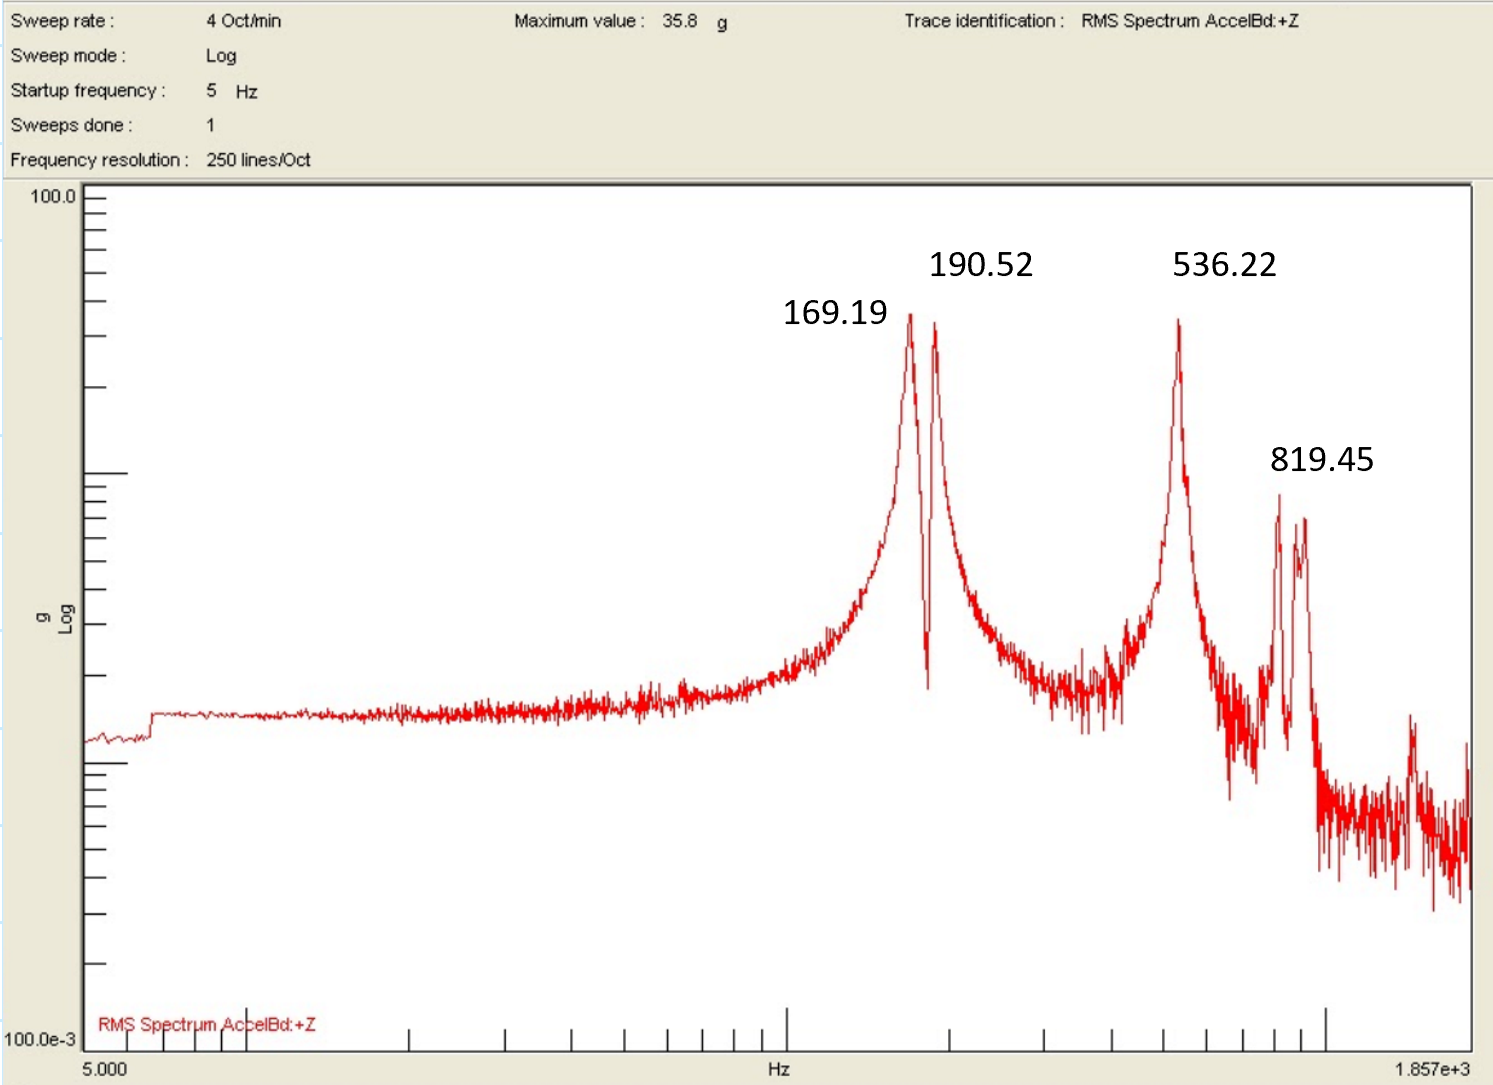 Sweep rate : 4 Oct/min Maximum value : 35.8 g Trace identification : RMS Spectrum AccelBd:+Z
Sweep mode : Log
Startup frequency : 5 Hz
Sweeps done : 1
Frequency resolution : 250 lines/Oct
100.0
190.52 536.22
169.19
819.45
g
Log
RMS Spectrum AccelBd:+Z
100.0e-3
5.000 Hz 1.857e+3